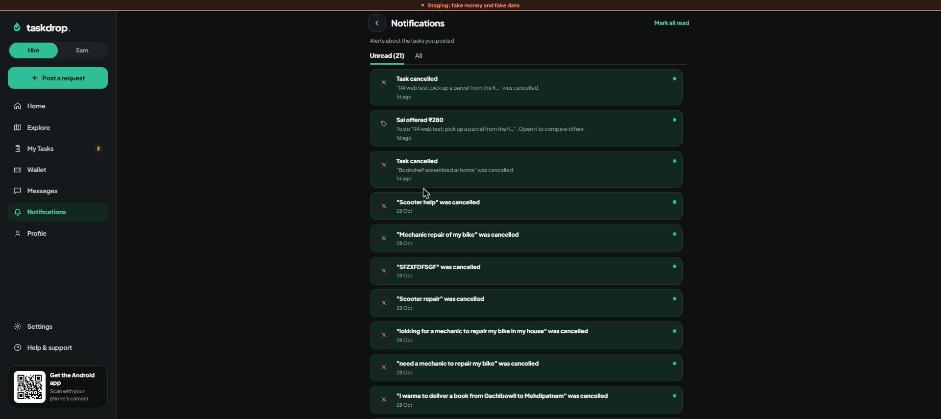 Staging: fake money and fake data
taskdrop.
Hire
Earn
+ Post a request
Home
Explore
My Tasks
3
Wallet
Messages
Notifications
Profile
Settings
Help & support
Get the Android app
Scan with your phone's camera
Notifications
Mark all read
Alerts about the tasks you posted
Unread (21)
All
Task cancelled
"R4 web test: pick up a parcel from the K…" was cancelled.
1d ago
Sai offered ₹280
To do "R4 web test: pick up a parcel from the K…". Open it to compare offers.
1d ago
Task cancelled
"Bookshelf assembled at home" was cancelled.
1d ago
"Scooter help" was cancelled
28 Oct
"Mechanic repair of my bike" was cancelled
28 Oct
"SFZXFDFSGF" was cancelled
28 Oct
"Scooter repair" was cancelled
28 Oct
"lokking for a mechanic to repair my bike in my house" was cancelled
28 Oct
"need a mechanic to repair my bike" was cancelled
28 Oct
"I wanna to deliver a book from Gachibowli to Mehdipatnam" was cancelled
28 Oct